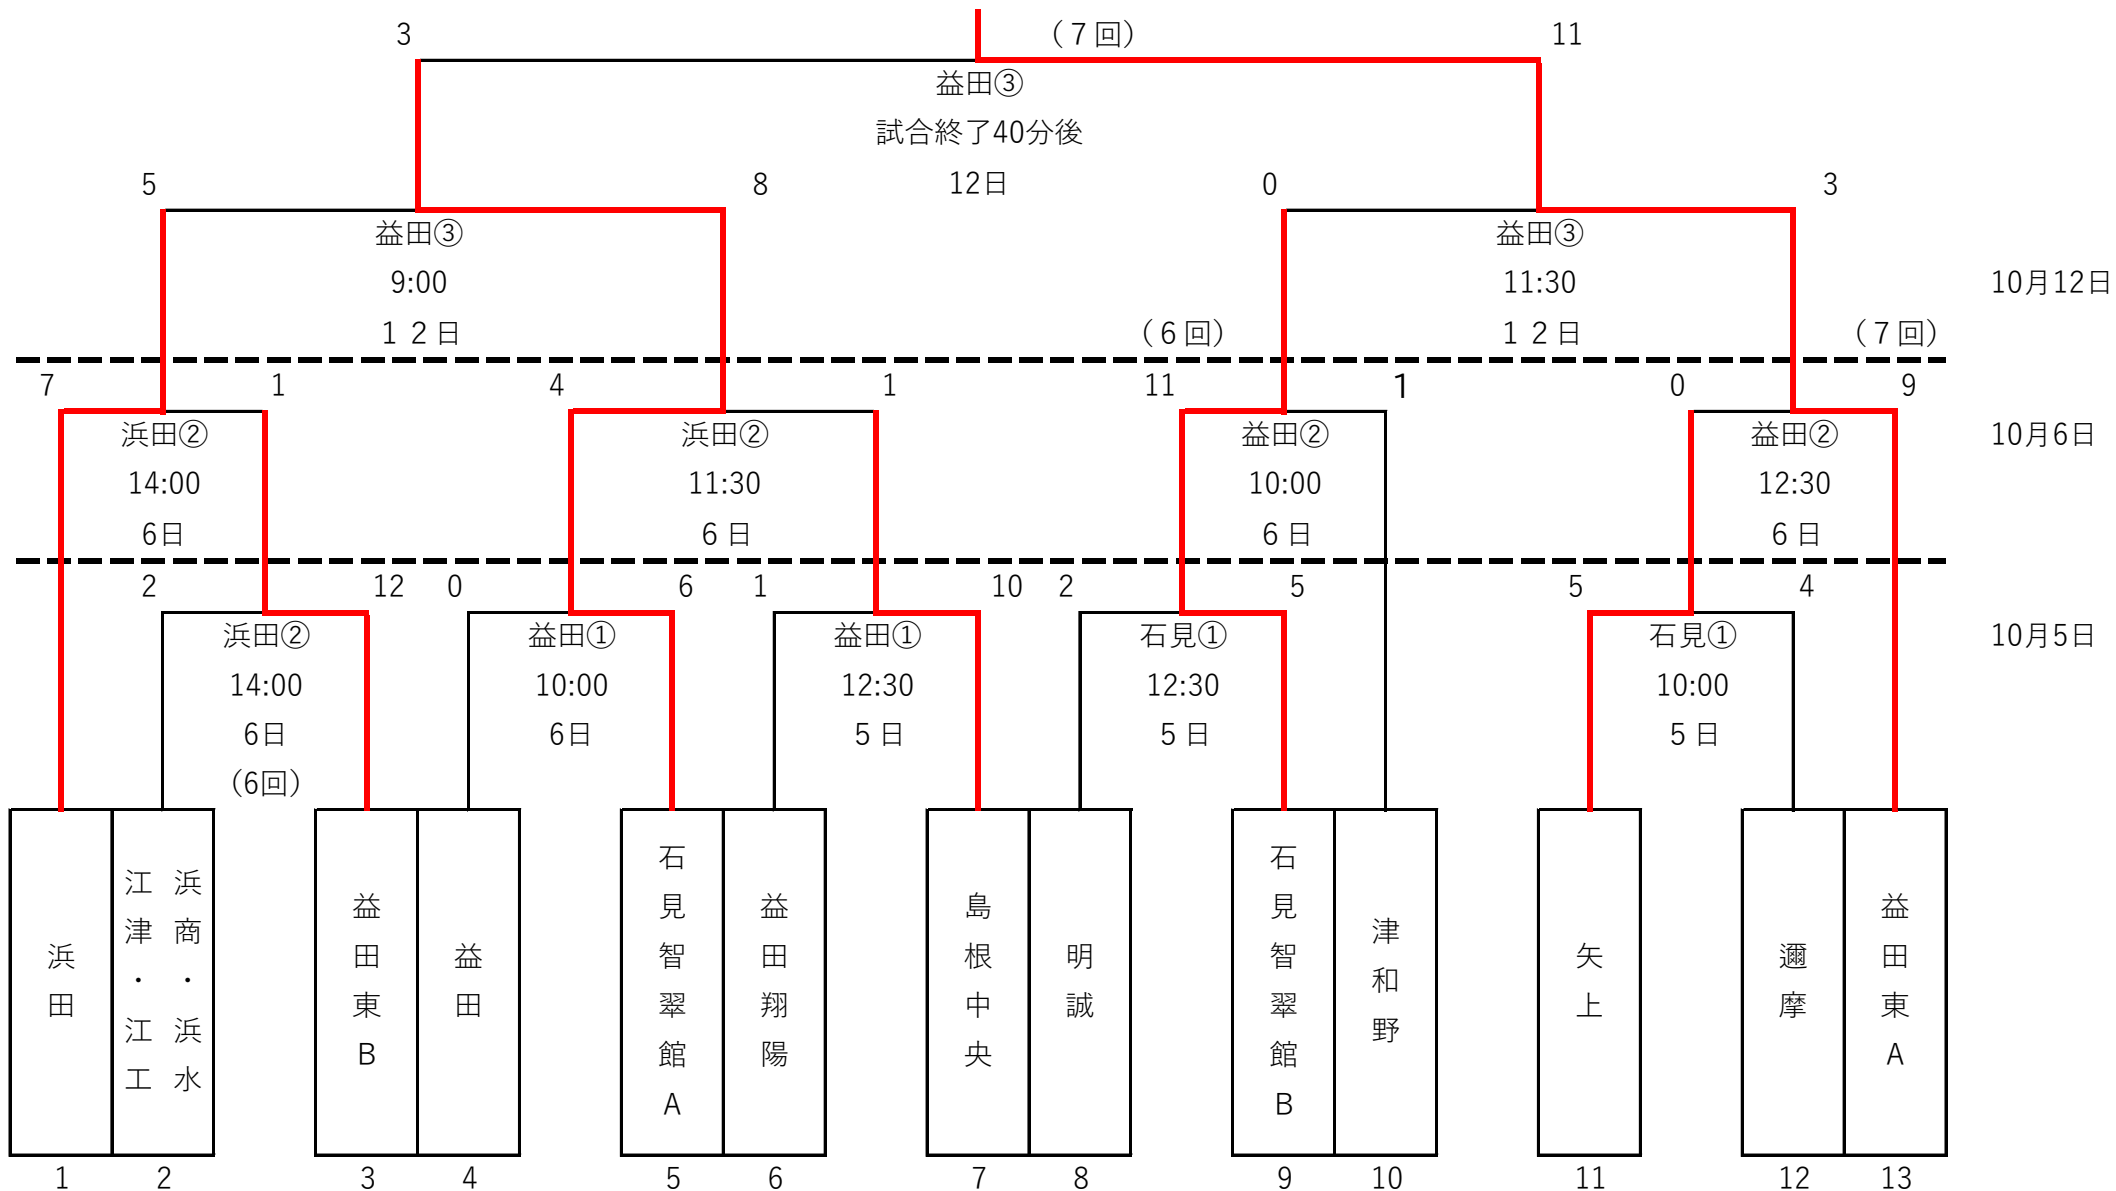 3 （７回） 11
益田③
試合終了40分後
5 8 12日 0 3
益田③ 益田③
9:00 11:30 10月12日
１２日 （６回） １２日 （７回）
7 1 4 1 11 1 0 9
浜田② 浜田② 益田② 益田② 10月6日
14:00 11:30 10:00 12:30
6日 ６日 ６日 ６日
2 12 0 6 1 10 2 5 5 4
浜田② 益田① 益田① 石見① 石見① 10月5日
14:00 10:00 12:30 12:30 10:00
6日 6日 ５日 ５日 ５日
（6回）
浜田
浜商・浜水
江津・江工
益田東B
益田
石見智翠館A
益田翔陽
島根中央
明誠
石見智翠館B
津和野
矢上
邇摩
益田東A
1 2 3 4 5 6 7 8 9 10 11 12 13